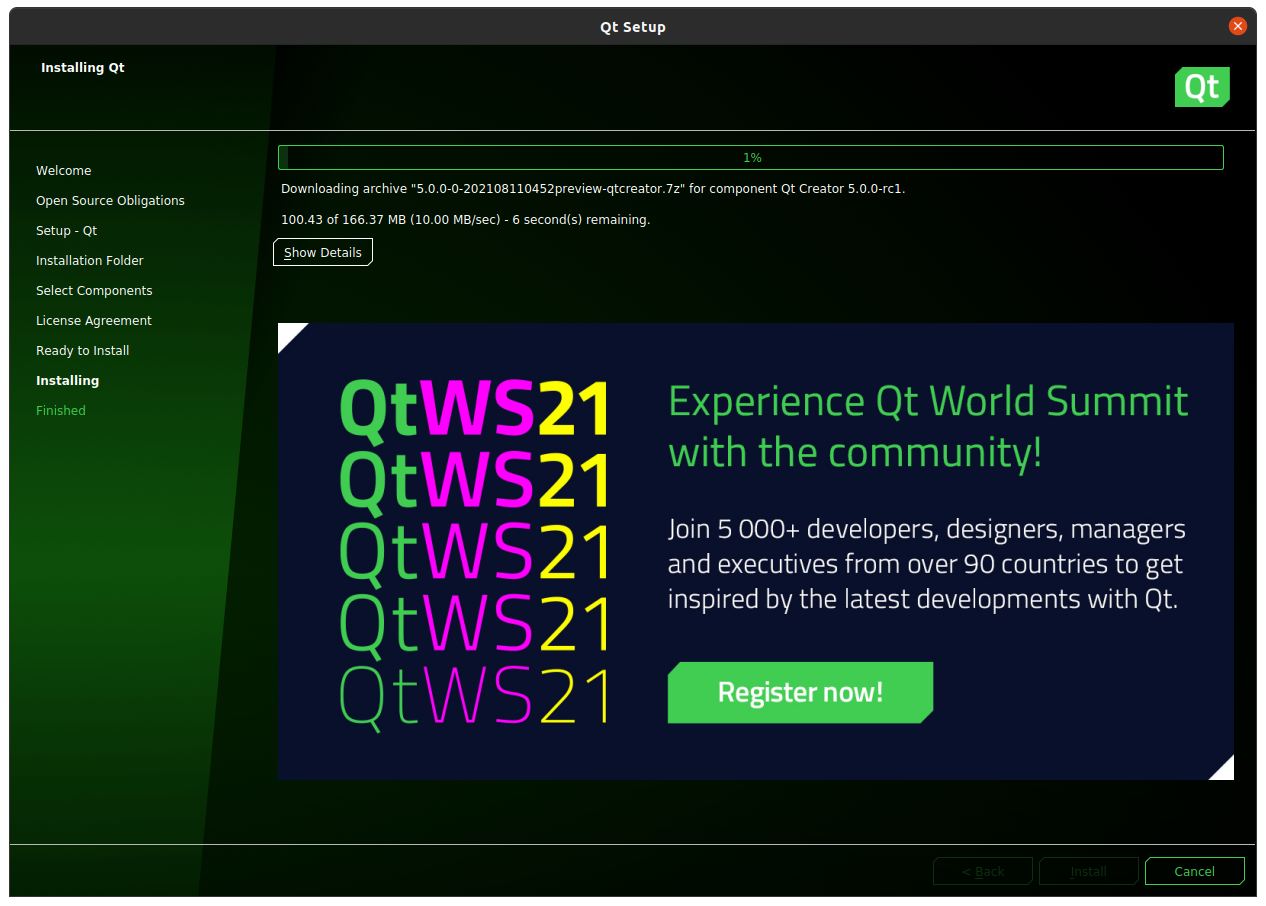 Qt Setup
Installing Qt
Qt
Welcome
Open Source Obligations
Setup - Qt
Installation Folder
Select Components
License Agreement
Ready to Install
Installing
Finished
1%
Downloading archive "5.0.0-0-202108110452preview-qtcreator.7z" for component Qt Creator 5.0.0-rc1.
100.43 of 166.37 MB (10.00 MB/sec) - 6 second(s) remaining.
Show Details
QtWS21
QtWS21
QtWS21
QtWS21
QtWS21
Experience Qt World Summit
with the community!
Join 5 000+ developers, designers, managers
and executives from over 90 countries to get
inspired by the latest developments with Qt.
Register now!
< Back
Install
Cancel